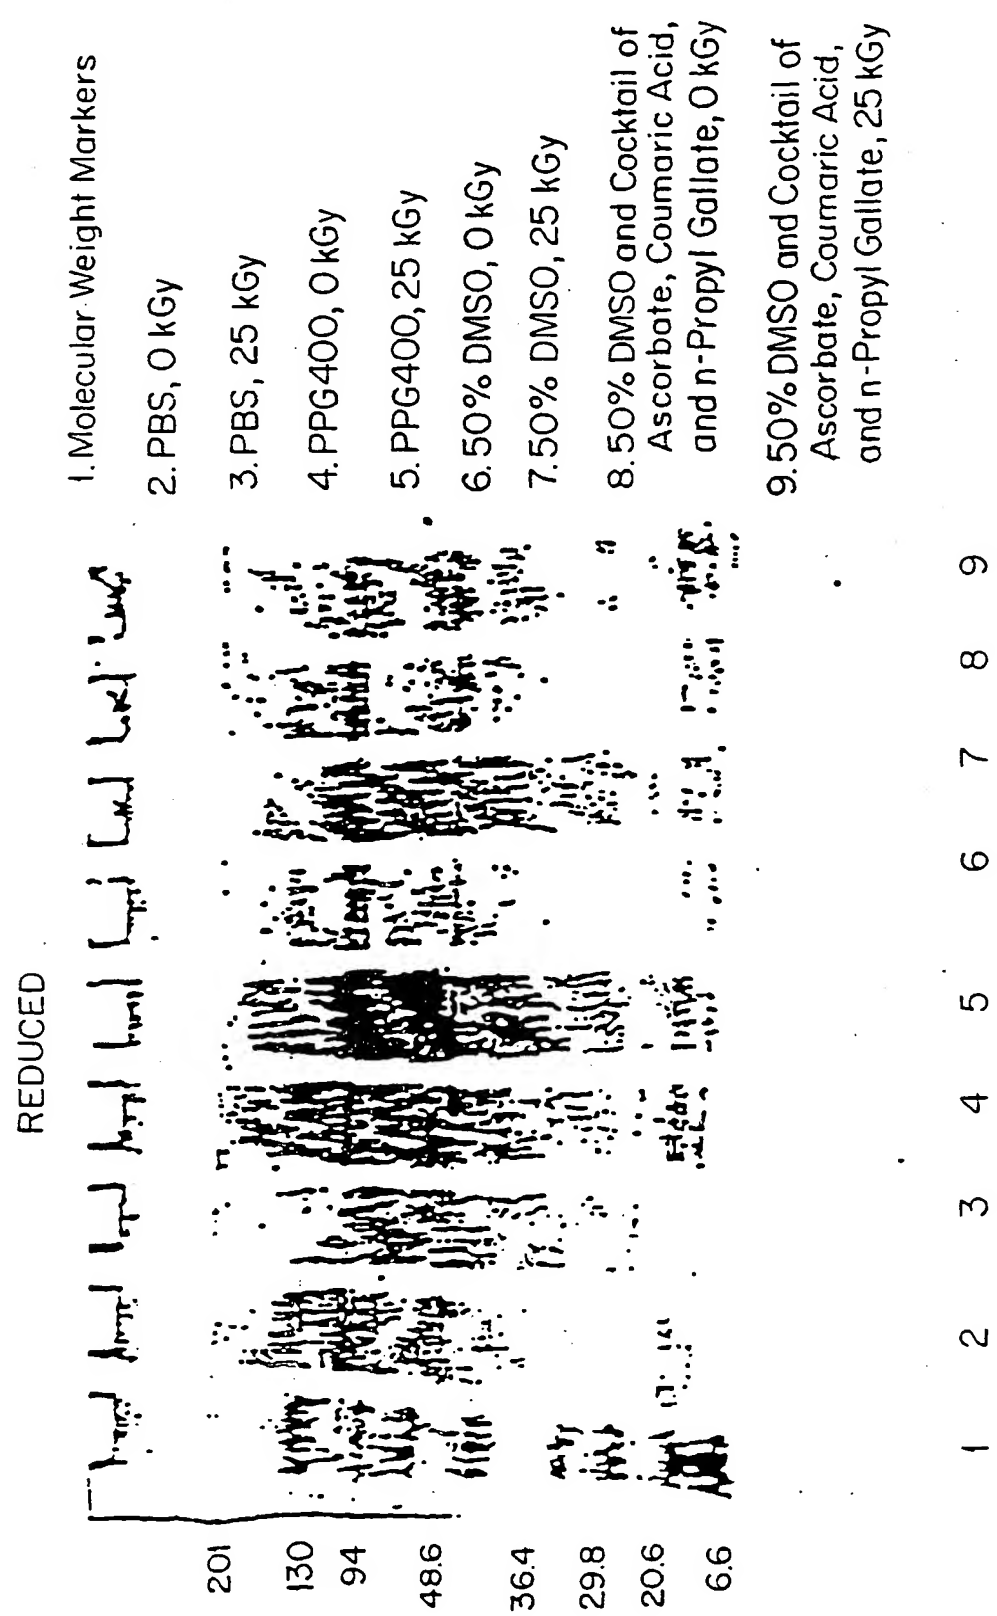 REDUCED
201
130
94
48.6
36.4
29.8
20.6
6.6
1 2 3 4 5 6 7 8 9
1. Molecular Weight Markers
2. PBS, 0 kGy
3. PBS, 25 kGy
4. PPG400, 0 kGy
5. PPG400, 25 kGy
6. 50% DMSO, 0 kGy
7. 50% DMSO, 25 kGy
8. 50% DMSO and Cocktail of
Ascorbate, Coumaric Acid,
and n-Propyl Gallate, 0 kGy
9. 50% DMSO and Cocktail of
Ascorbate, Coumaric Acid,
and n-Propyl Gallate, 25 kGy